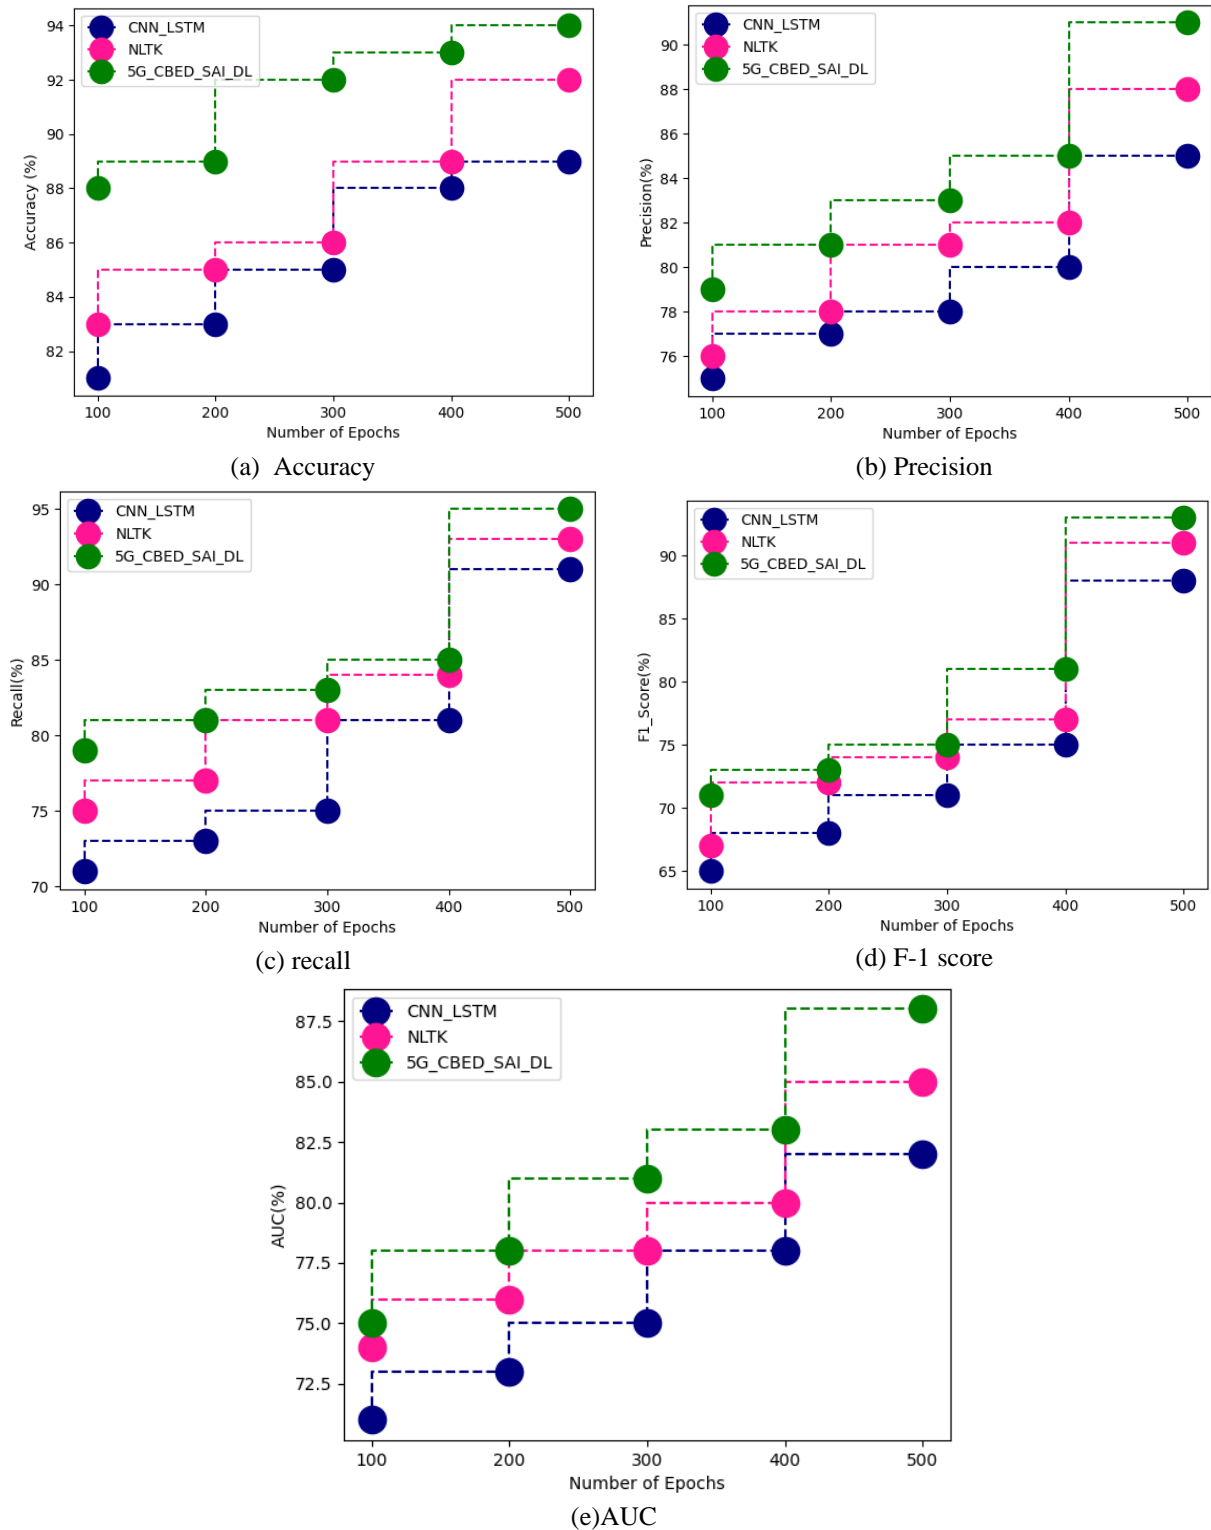 94
92
90
88
86
84
82
Accuracy (%)
CNN_LSTM
NLTK
5G_CBED_SAI_DL
100 200 300 400 500
Number of Epochs
(a) Accuracy
90
88
86
84
82
80
78
76
Precision(%)
CNN_LSTM
NLTK
5G_CBED_SAI_DL
100 200 300 400 500
Number of Epochs
(b) Precision
95
90
85
80
75
70
Recall(%)
CNN_LSTM
NLTK
5G_CBED_SAI_DL
100 200 300 400 500
Number of Epochs
(c) recall
90
85
80
75
70
65
F1_Score(%)
CNN_LSTM
NLTK
5G_CBED_SAI_DL
100 200 300 400 500
Number of Epochs
(d) F-1 score
87.5
85.0
82.5
80.0
77.5
75.0
72.5
AUC(%)
CNN_LSTM
NLTK
5G_CBED_SAI_DL
100 200 300 400 500
Number of Epochs
(e)AUC